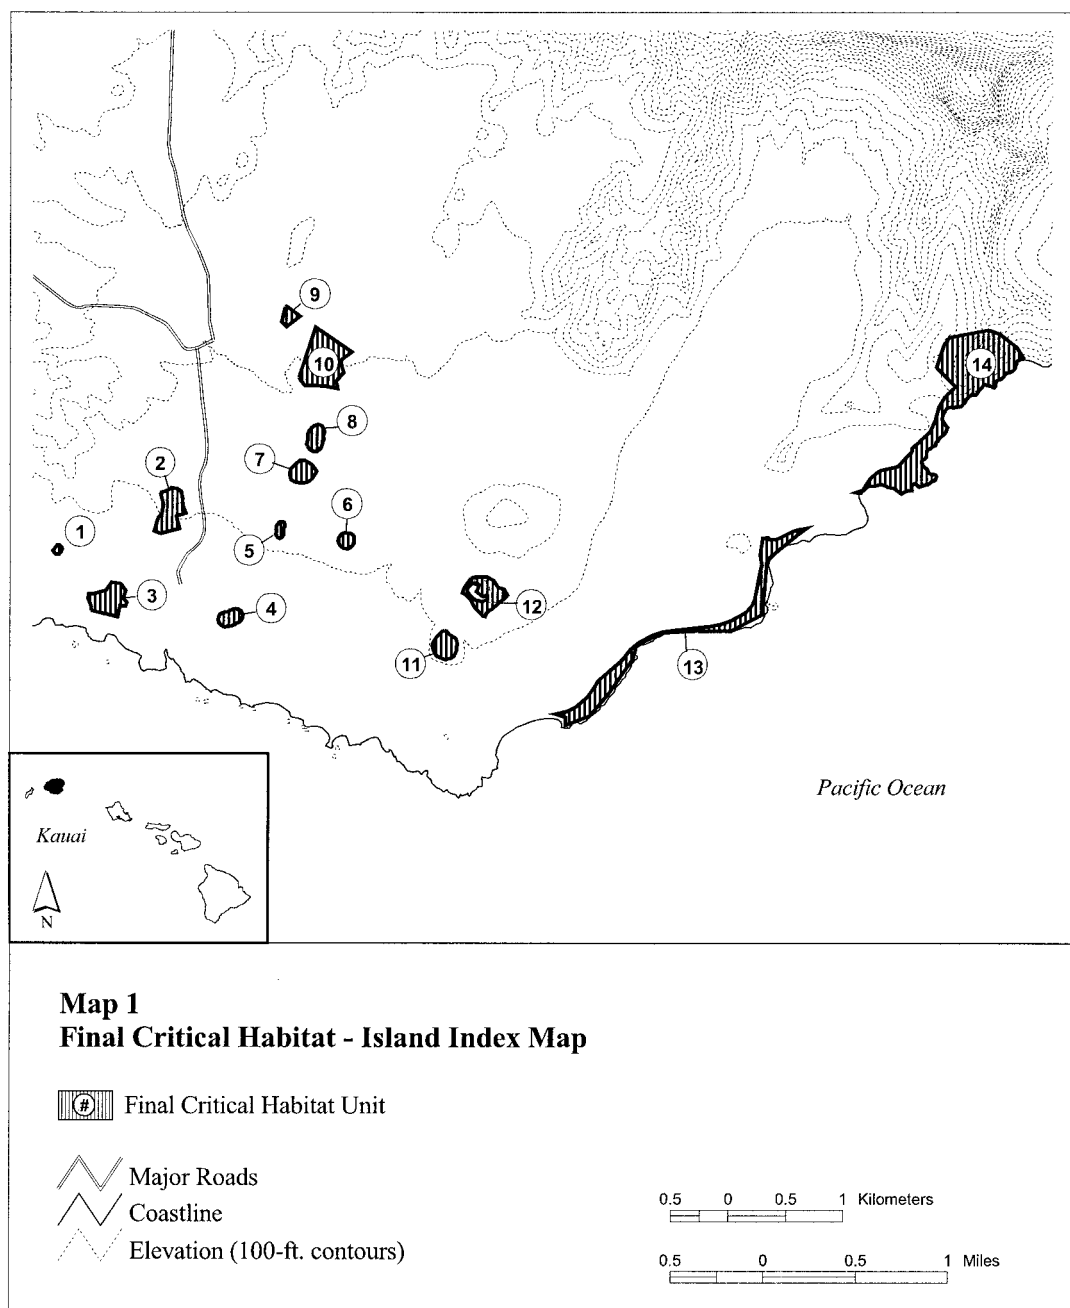 9
10
14
8
7
2
6
1
5
3
4
12
11
13
Pacific Ocean
Kauai
N
Map 1
Final Critical Habitat - Island Index Map
# Final Critical Habitat Unit
Major Roads
Coastline
Elevation (100-ft. contours)
0.5 0 0.5 1 Kilometers
0.5 0 0.5 1 Miles